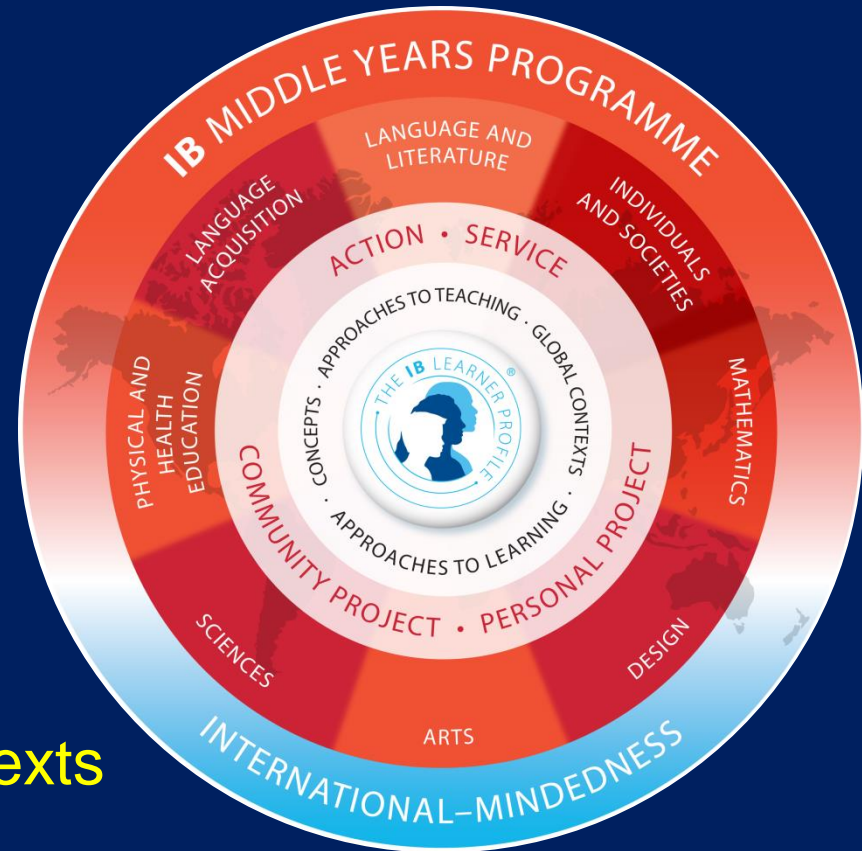 IB MIDDLE YEARS PROGRAMME
LANGUAGE AND
LITERATURE
INDIVIDUALS
AND SOCIETIES
MATHEMATICS
DESIGN
ARTS
SCIENCES
PHYSICAL AND
HEALTH
EDUCATION
LANGUAGE
ACQUISITION
ACTION • SERVICE
PERSONAL PROJECT
•
COMMUNITY PROJECT
APPROACHES TO TEACHING · GLOBAL CONTEXTS ·
APPROACHES TO LEARNING ·
CONCEPTS ·
• THE IB LEARNER PROFILE •
®
exts
INTERNATIONAL–MINDEDNESS